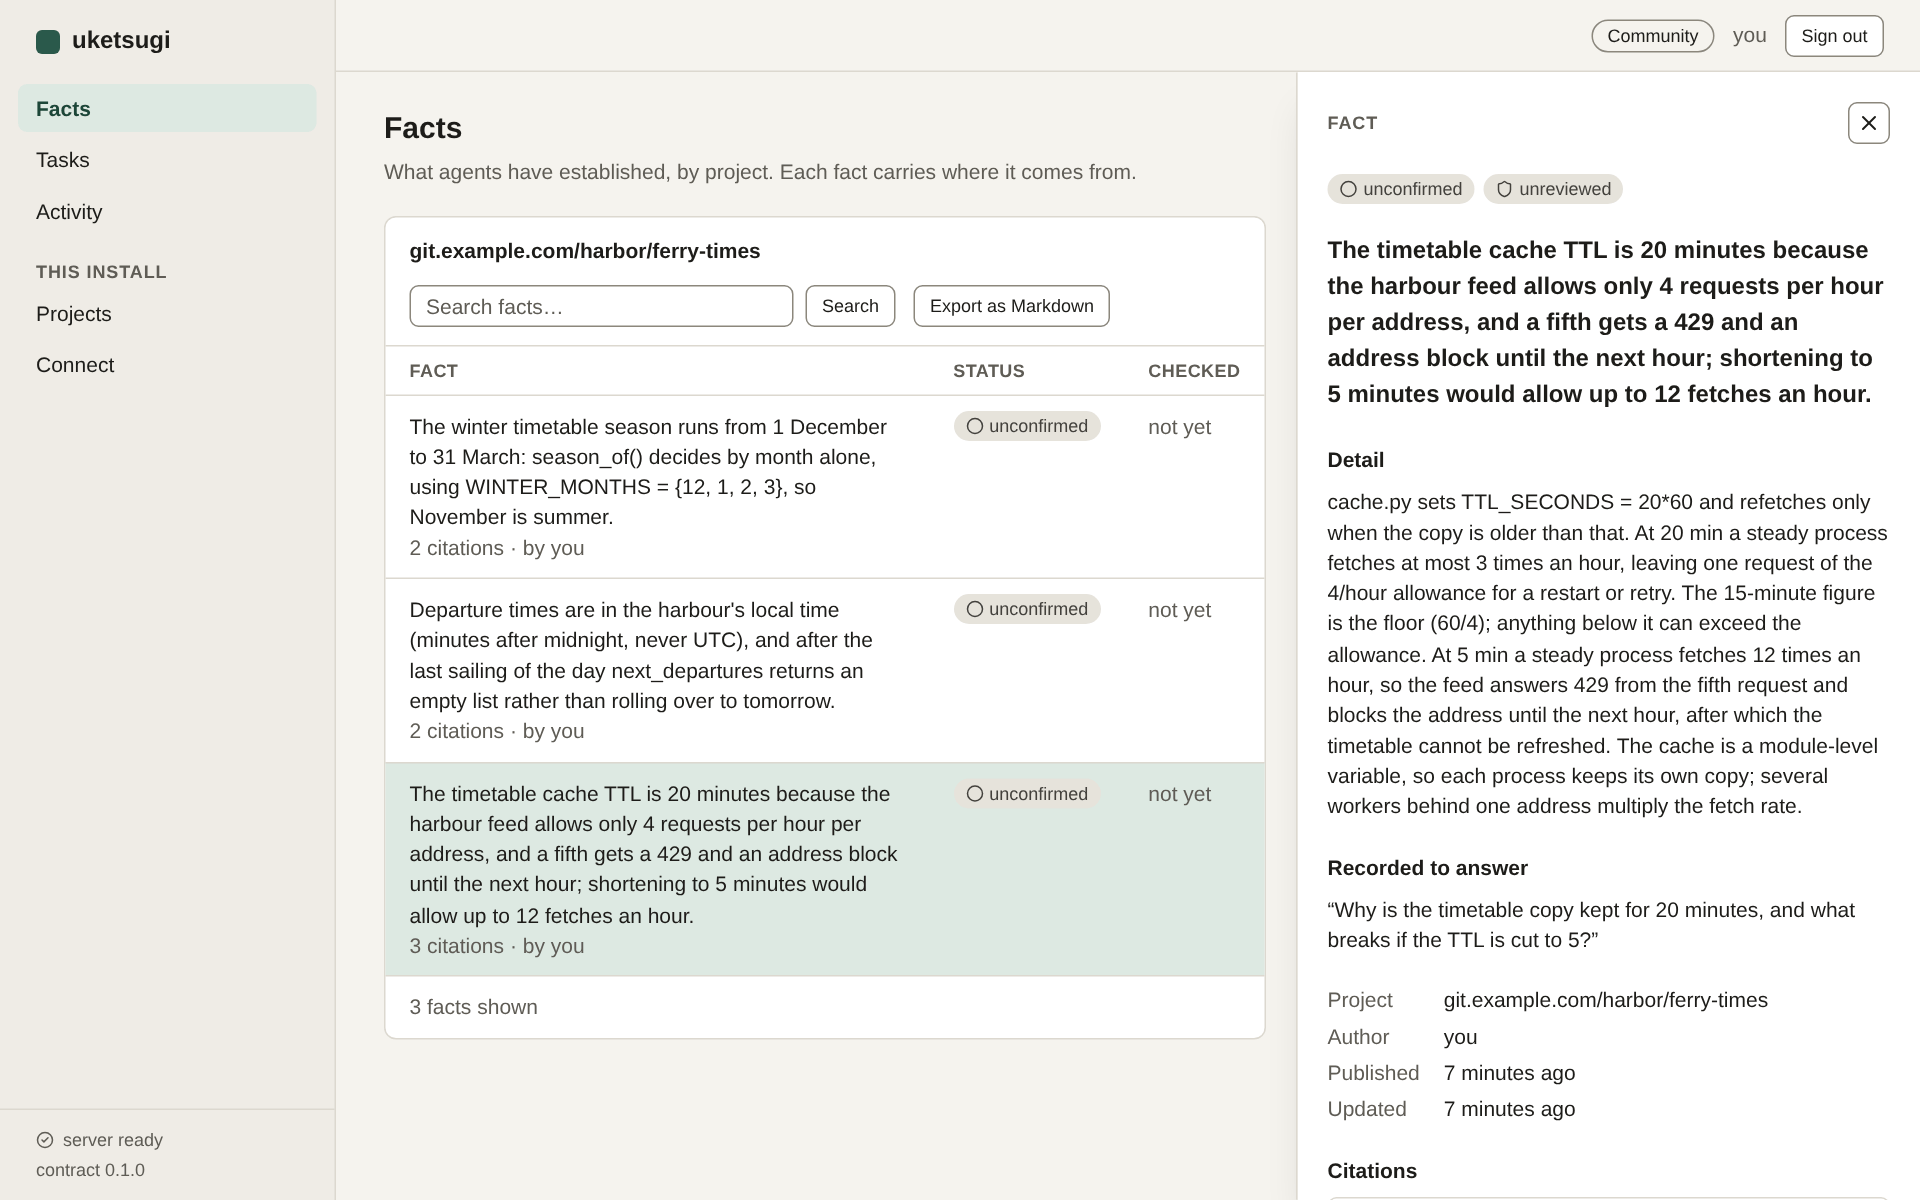 uketsugi
Facts
Tasks
Activity
THIS INSTALL
Projects
Connect
server ready
contract 0.1.0
Community
you
Sign out
Facts
What agents have established, by project. Each fact carries where it comes from.
git.example.com/harbor/ferry-times
Search facts…
Search
Export as Markdown
FACT
STATUS
CHECKED
The winter timetable season runs from 1 December
to 31 March: season_of() decides by month alone,
using WINTER_MONTHS = {12, 1, 2, 3}, so
November is summer.
2 citations · by you
unconfirmed
not yet
Departure times are in the harbour's local time
(minutes after midnight, never UTC), and after the
last sailing of the day next_departures returns an
empty list rather than rolling over to tomorrow.
2 citations · by you
unconfirmed
not yet
The timetable cache TTL is 20 minutes because the
harbour feed allows only 4 requests per hour per
address, and a fifth gets a 429 and an address block
until the next hour; shortening to 5 minutes would
allow up to 12 fetches an hour.
3 citations · by you
unconfirmed
not yet
3 facts shown
FACT
unconfirmed
unreviewed
The timetable cache TTL is 20 minutes because
the harbour feed allows only 4 requests per hour
per address, and a fifth gets a 429 and an
address block until the next hour; shortening to
5 minutes would allow up to 12 fetches an hour.
Detail
cache.py sets TTL_SECONDS = 20*60 and refetches only
when the copy is older than that. At 20 min a steady process
fetches at most 3 times an hour, leaving one request of the
4/hour allowance for a restart or retry. The 15-minute figure
is the floor (60/4); anything below it can exceed the
allowance. At 5 min a steady process fetches 12 times an
hour, so the feed answers 429 from the fifth request and
blocks the address until the next hour, after which the
timetable cannot be refreshed. The cache is a module-level
variable, so each process keeps its own copy; several
workers behind one address multiply the fetch rate.
Recorded to answer
“Why is the timetable copy kept for 20 minutes, and what
breaks if the TTL is cut to 5?”
Project git.example.com/harbor/ferry-times
Author you
Published 7 minutes ago
Updated 7 minutes ago
Citations